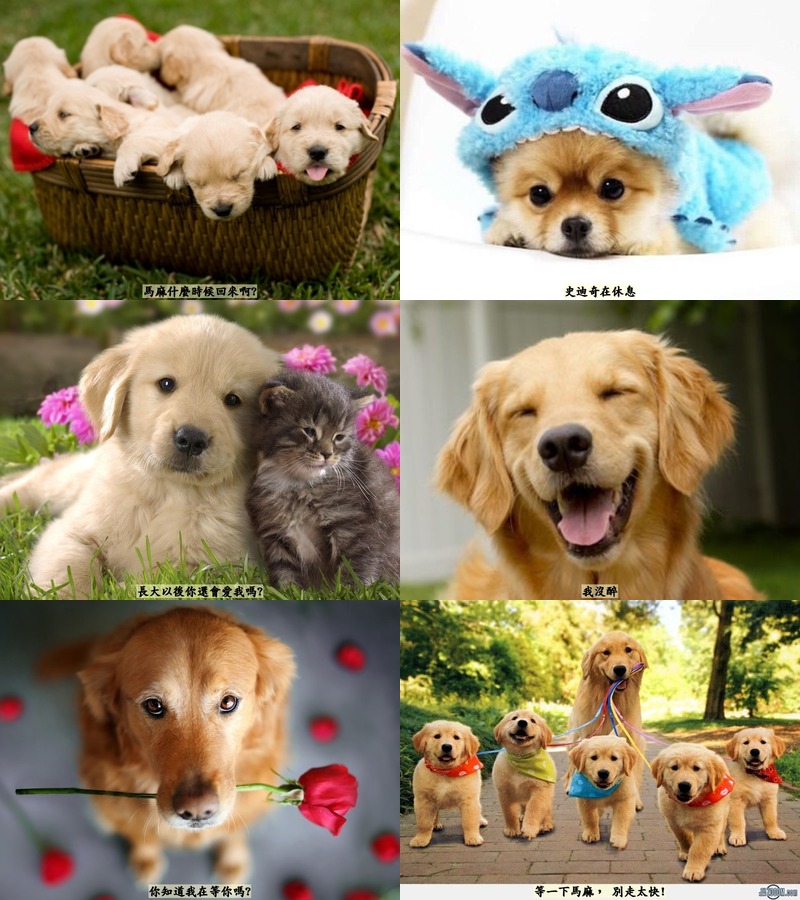 馬麻什麼時候回來啊?
史迪奇在休息
長大以後你還會愛我嗎?
我沒醉
你知道我在等你嗎?
等一下馬麻， 別走太快!